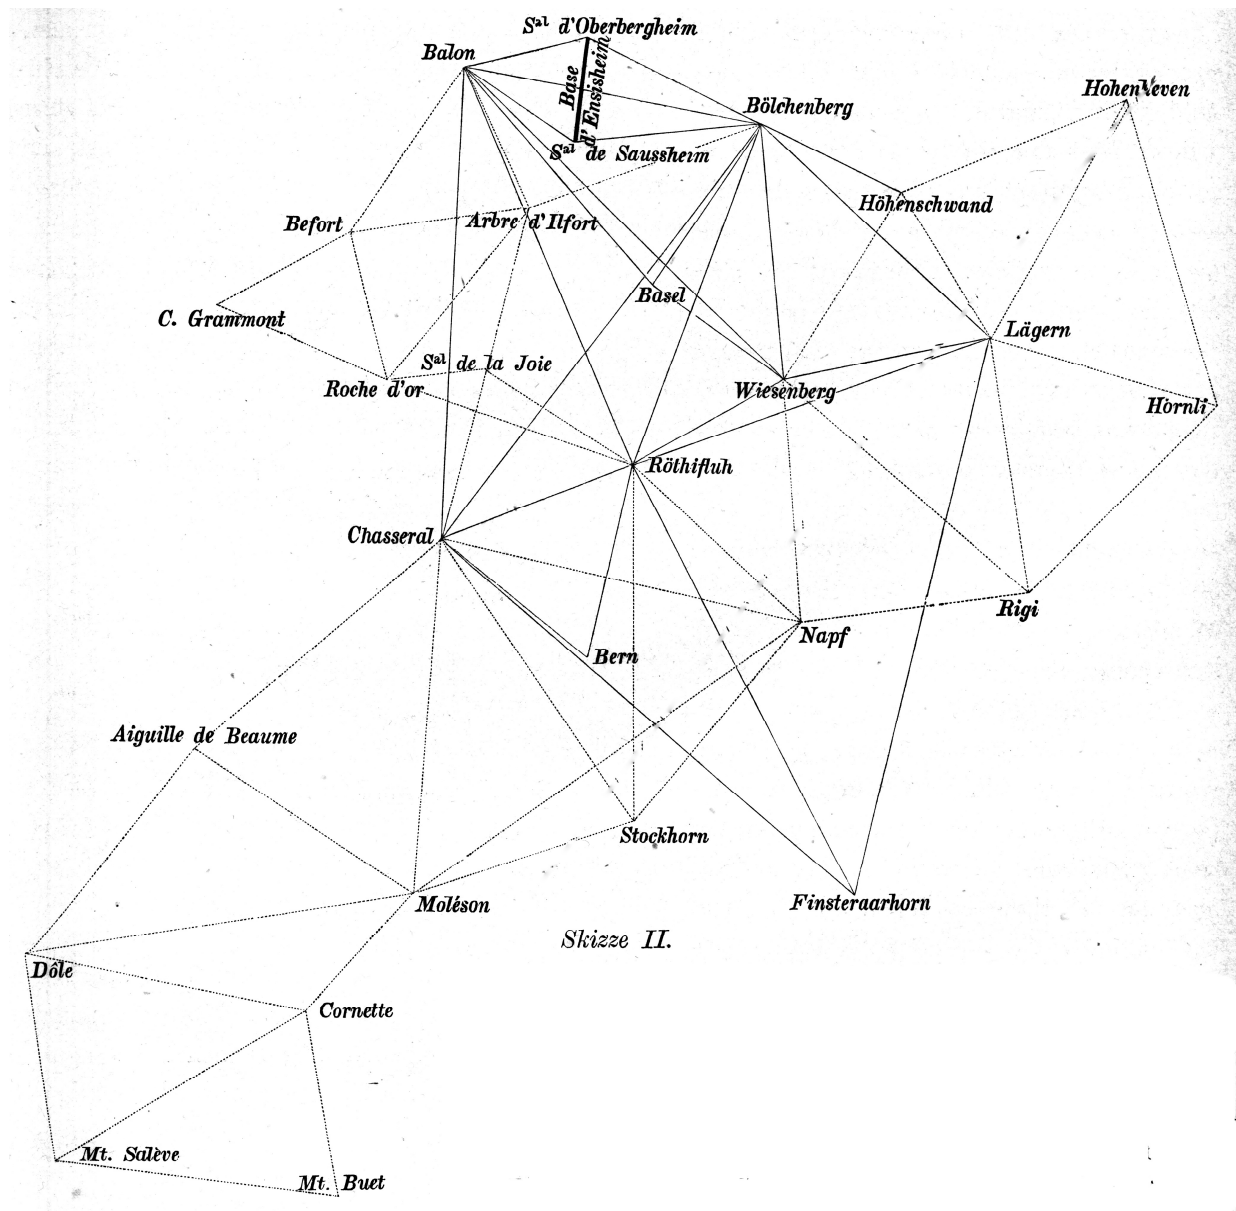 Sal d'Oberbergheim
Balon
Base
d'Ensisheim
Hohentwen
Bölchenberg
Sal de Saussheim
Höhenschwand
Befort
Arbre d'Ilfort
Basel
C. Grammont
Lägern
Sal de la Joie
Roche d'or
Wiesenberg
Hörnli
Röthifluh
Chasseral
Rigi
Napf
Bern
Aiguille de Beaume
Stockhorn
Moléson
Finsteraarhorn
Skizze II.
Dôle
Cornette
Mt. Salève
Mt. Buet